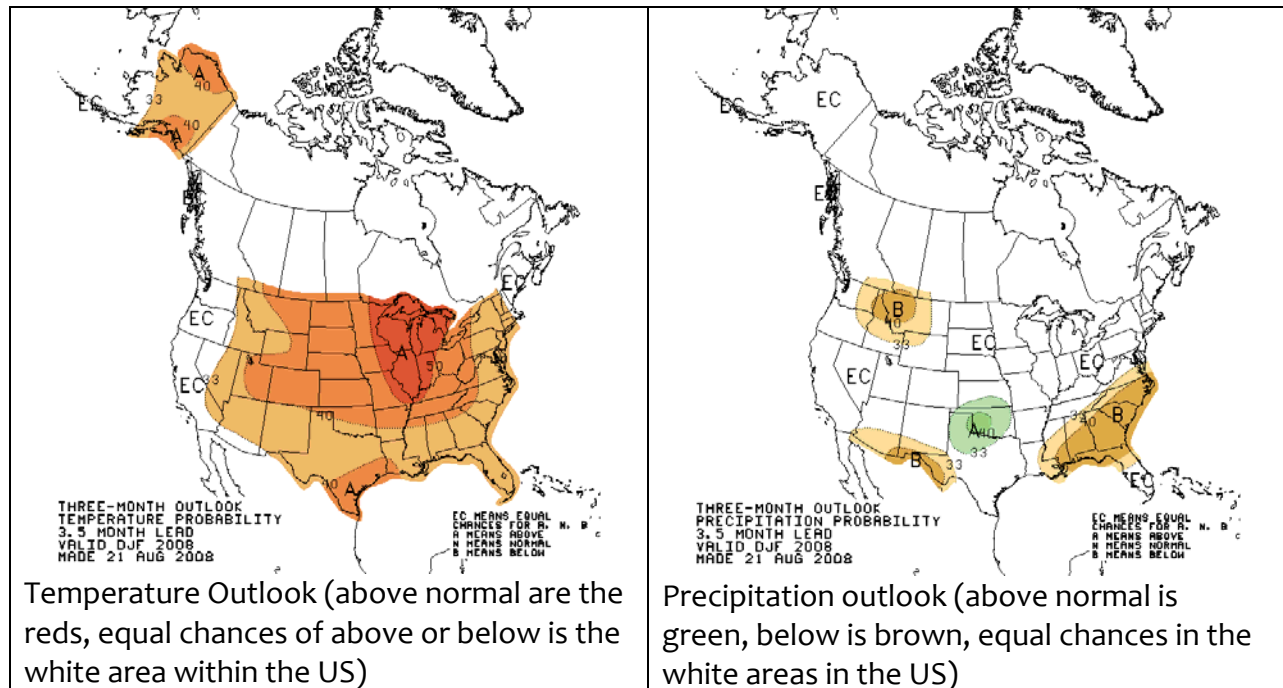 A
40
33
EC
40
A
EC
EC
A
EC
33
50
40
40
A
THREE-MONTH OUTLOOK
TEMPERATURE PROBABILITY
3.5 MONTH LEAD
VALID DJF 2008
MADE 21 AUG 2008
EC MEANS EQUAL
CHANCES FOR A, N, B
A MEANS ABOVE
N MEANS NORMAL
B MEANS BELOW
Temperature Outlook (above normal are the
reds, equal chances of above or below is the
white area within the US)
EC
EC
B
40
33
EC
EC
EC
A
40
33
33
40
B
B
33
EC
THREE-MONTH OUTLOOK
PRECIPITATION PROBABILITY
3.5 MONTH LEAD
VALID DJF 2008
MADE 21 AUG 2008
EC MEANS EQUAL
CHANCES FOR A, N, B
A MEANS ABOVE
N MEANS NORMAL
B MEANS BELOW
c
Precipitation outlook (above normal is
green, below is brown, equal chances in the
white areas in the US)